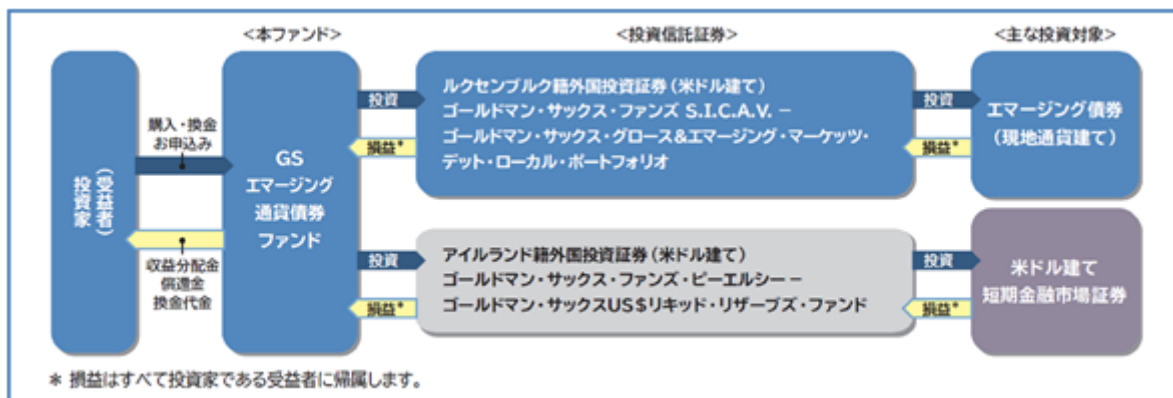 <本ファンド>
<投資信託証券>
<主な投資対象>
投資家
(受益者)
購入・換金
お申込み
収益分配金
償還金
換金代金
GS
エマージング
通貨債券
ファンド
投資
損益*
ルクセンブルク籍外国投資証券(米ドル建て)
ゴールドマン・サックス・ファンズ S.I.C.A.V. −
ゴールドマン・サックス・グロース&エマージング・マーケッツ・
デット・ローカル・ポートフォリオ
投資
損益*
エマージング債券
(現地通貨建て)
投資
損益*
アイルランド籍外国投資証券(米ドル建て)
ゴールドマン・サックス・ファンズ・ピーエルシー −
ゴールドマン・サックスUS$リキッド・リザーブズ・ファンド
投資
損益*
米ドル建て
短期金融市場証券
* 損益はすべて投資家である受益者に帰属します。